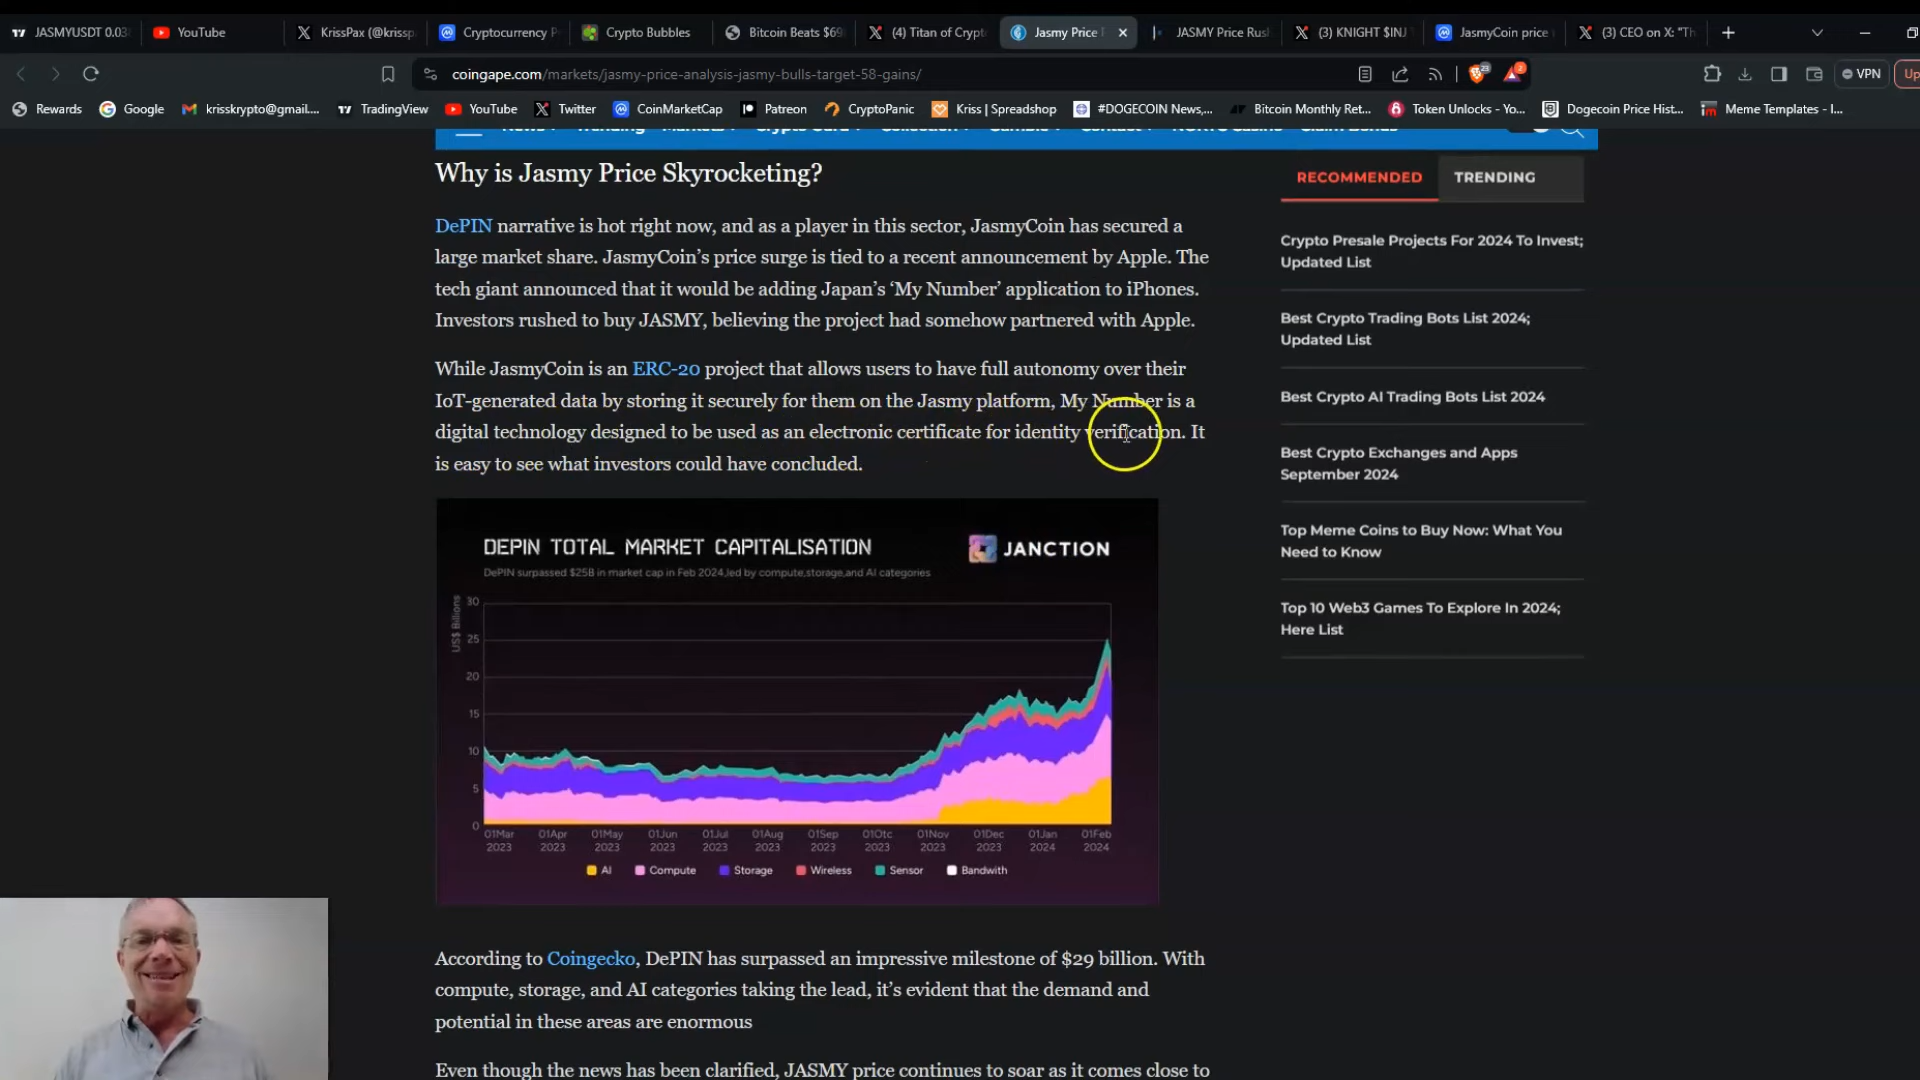 JASMYUSDT 0.03
YouTube
KrissPax (@krissp
Cryptocurrency P
Crypto Bubbles
Bitcoin Beats $69
(4) Titan of Crypt
Jasmy Price
JASMY Price Rus
(3) KNIGHT $INJ
JasmyCoin price
(3) CEO on X: "Th
coingape.com/markets/jasmy-price-analysis-jasmy-bulls-target-58-gains/
23
2
VPN
Up
Rewards
Google
krisskrypto@gmail....
TradingView
YouTube
Twitter
CoinMarketCap
Patreon
CryptoPanic
Kriss | Spreadshop
#DOGECOIN News,...
Bitcoin Monthly Ret...
Token Unlocks - Yo...
Dogecoin Price Hist...
Meme Templates - I...
Why is Jasmy Price Skyrocketing?
DePIN narrative is hot right now, and as a player in this sector, JasmyCoin has secured a
large market share. JasmyCoin’s price surge is tied to a recent announcement by Apple. The
tech giant announced that it would be adding Japan’s ‘My Number’ application to iPhones.
Investors rushed to buy JASMY, believing the project had somehow partnered with Apple.
While JasmyCoin is an ERC-20 project that allows users to have full autonomy over their
IoT-generated data by storing it securely for them on the Jasmy platform, My Number is a
digital technology designed to be used as an electronic certificate for identity verification. It
is easy to see what investors could have concluded.
DEPIN TOTAL MARKET CAPITALISATION
JANCTION
DePIN surpassed $25B in market cap in Feb 2024,led by compute,storage,and AI categories
US$ Billions
30
25
20
15
10
5
0
01Mar 2023
01Apr 2023
01May 2023
01Jun 2023
01Jul 2023
01Aug 2023
01Sep 2023
01Otc 2023
01Nov 2023
01Dec 2023
01Jan 2024
01Feb 2024
AI
Compute
Storage
Wireless
Sensor
Bandwith
According to Coingecko, DePIN has surpassed an impressive milestone of $29 billion. With
compute, storage, and AI categories taking the lead, it’s evident that the demand and
potential in these areas are enormous
Even though the news has been clarified, JASMY price continues to soar as it comes close to
RECOMMENDED
TRENDING
Crypto Presale Projects For 2024 To Invest;
Updated List
Best Crypto Trading Bots List 2024;
Updated List
Best Crypto AI Trading Bots List 2024
Best Crypto Exchanges and Apps
September 2024
Top Meme Coins to Buy Now: What You
Need to Know
Top 10 Web3 Games To Explore In 2024;
Here List